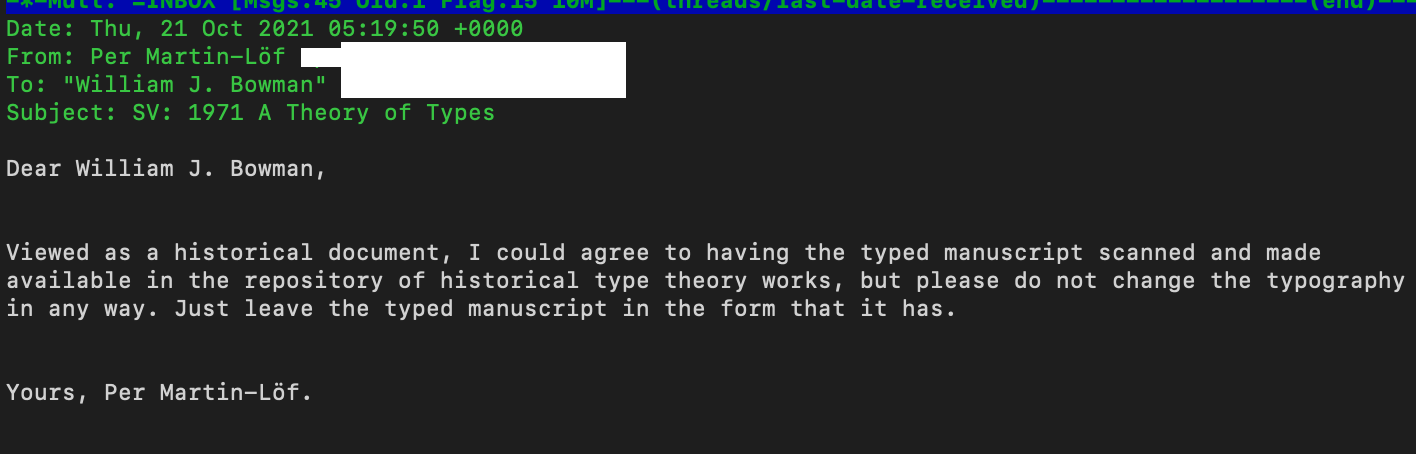 -*-Mutt: =INBOX [Msgs:45 Old:1 Flag:15 10M]---(threads/last-date-received)-------------------(end)---
Date: Thu, 21 Oct 2021 05:19:50 +0000
From: Per Martin-Löf
To: "William J. Bowman"
Subject: SV: 1971 A Theory of Types
Dear William J. Bowman,
Viewed as a historical document, I could agree to having the typed manuscript scanned and made
available in the repository of historical type theory works, but please do not change the typography
in any way. Just leave the typed manuscript in the form that it has.
Yours, Per Martin-Löf.